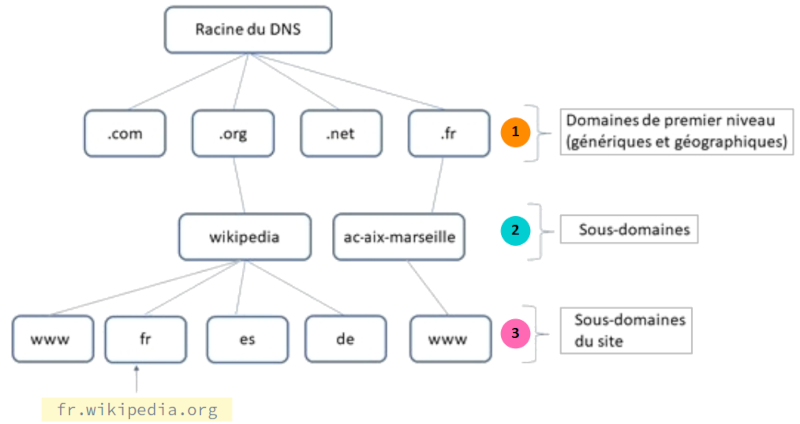 Racine du DNS
.com
.org
.net
.fr
1
Domaines de premier niveau
(génériques et géographiques)
wikipedia
ac-aix-marseille
2
Sous-domaines
www
fr
es
de
www
3
Sous-domaines
du site
fr.wikipedia.org